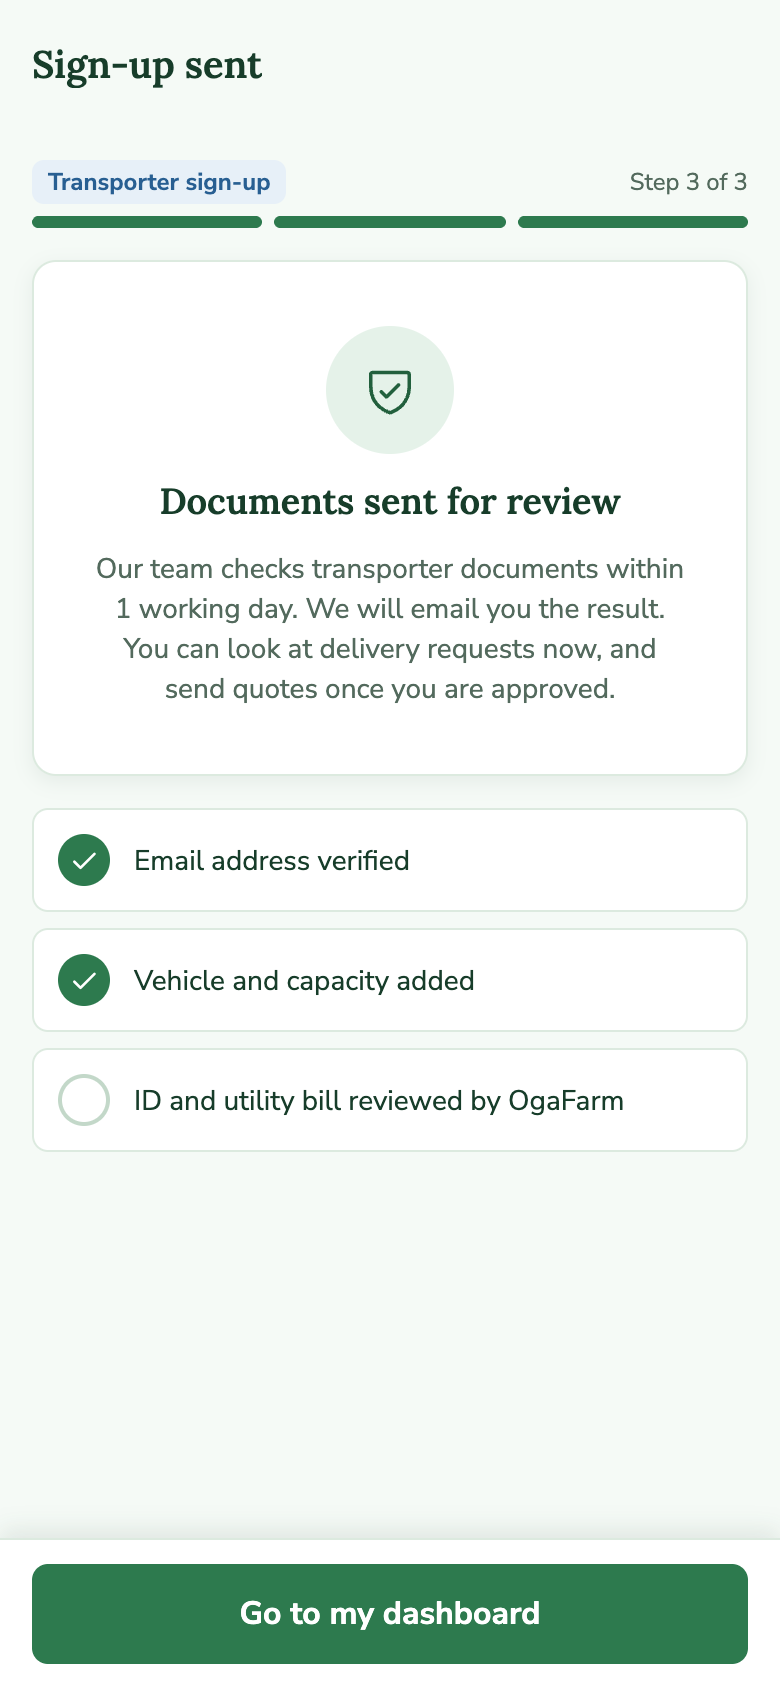 Sign-up sent
Transporter sign-up
Step 3 of 3
Documents sent for review
Our team checks transporter documents within
1 working day. We will email you the result.
You can look at delivery requests now, and
send quotes once you are approved.
Email address verified
Vehicle and capacity added
ID and utility bill reviewed by OgaFarm
Go to my dashboard